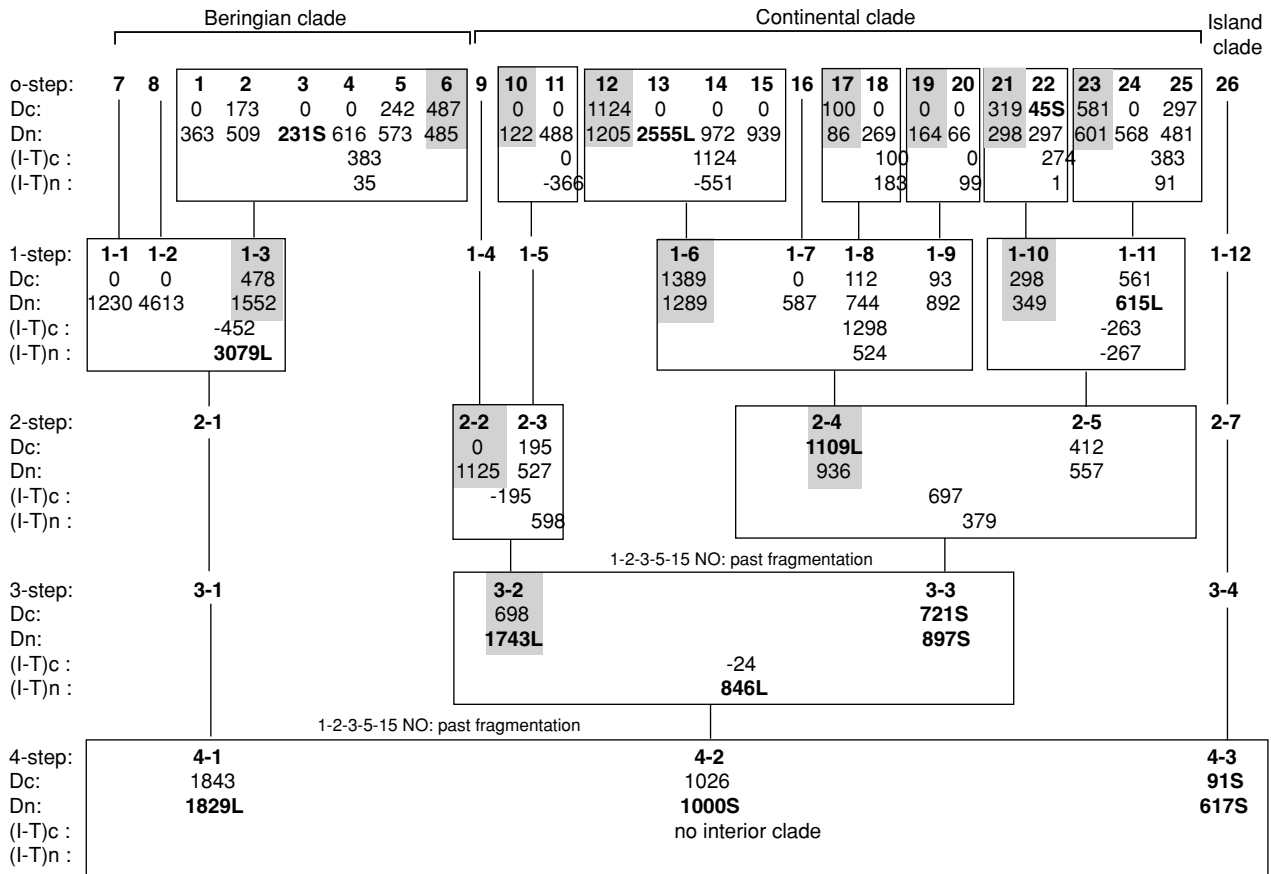 Beringian clade Continental clade Island
clade
o-step: 7 8 1 2 3 4 5 6 9 10 11 12 13 14 15 16 17 18 19 20 21 22 23 24 25 26
Dc: 0 173 0 0 242 487 0 0 1124 0 0 0 100 0 0 0 319 45S 581 0 297
Dn: 363 509 231S 616 573 485 122 488 1205 2555L 972 939 86 269 164 66 298 297 601 568 481
(I-T)c : 383 0 1124 100 0 274 383
(I-T)n : 35 -366 -551 183 99 1 91
1-step: 1-1 1-2 1-3 1-4 1-5 1-6 1-7 1-8 1-9 1-10 1-11 1-12
Dc: 0 0 478 1389 0 112 93 298 561
Dn: 1230 4613 1552 1289 587 744 892 349 615L
(I-T)c : -452 1298 -263
(I-T)n : 3079L 524 -267
2-step: 2-1 2-2 2-3 2-4 2-5 2-7
Dc: 0 195 1109L 412
Dn: 1125 527 936 557
(I-T)c : -195 697
(I-T)n : 598 379
1-2-3-5-15 NO: past fragmentation
3-step: 3-1 3-2 3-3 3-4
Dc: 698 721S
Dn: 1743L 897S
(I-T)c : -24
(I-T)n : 846L
1-2-3-5-15 NO: past fragmentation
4-step: 4-1 4-2 4-3
Dc: 1843 1026 91S
Dn: 1829L 1000S 617S
(I-T)c : no interior clade
(I-T)n :